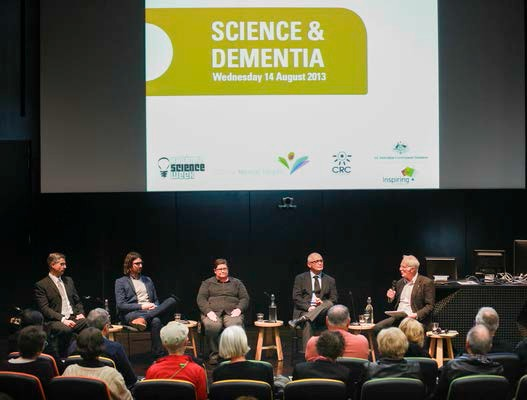 SCIENCE &
DEMENTIA
Wednesday 14 August 2013
SCIENCE
WEEK
CRC
Inspiring